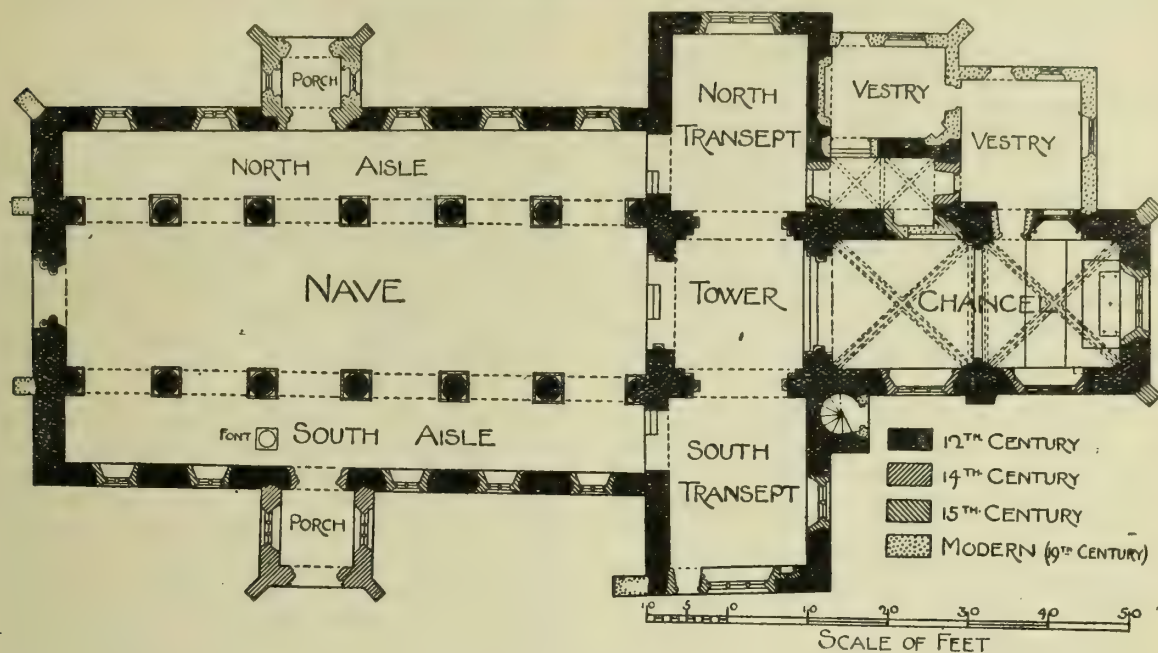 PORCH
NORTH TRANSEPT
VESTRY
VESTRY
NORTH AISLE
NAVE
TOWER
CHANCEL
FONT
SOUTH AISLE
SOUTH TRANSEPT
PORCH
12TH CENTURY
14TH CENTURY
15TH CENTURY
MODERN (19TH CENTURY)
10 5 0 10 20 30 40 50
SCALE OF FEET